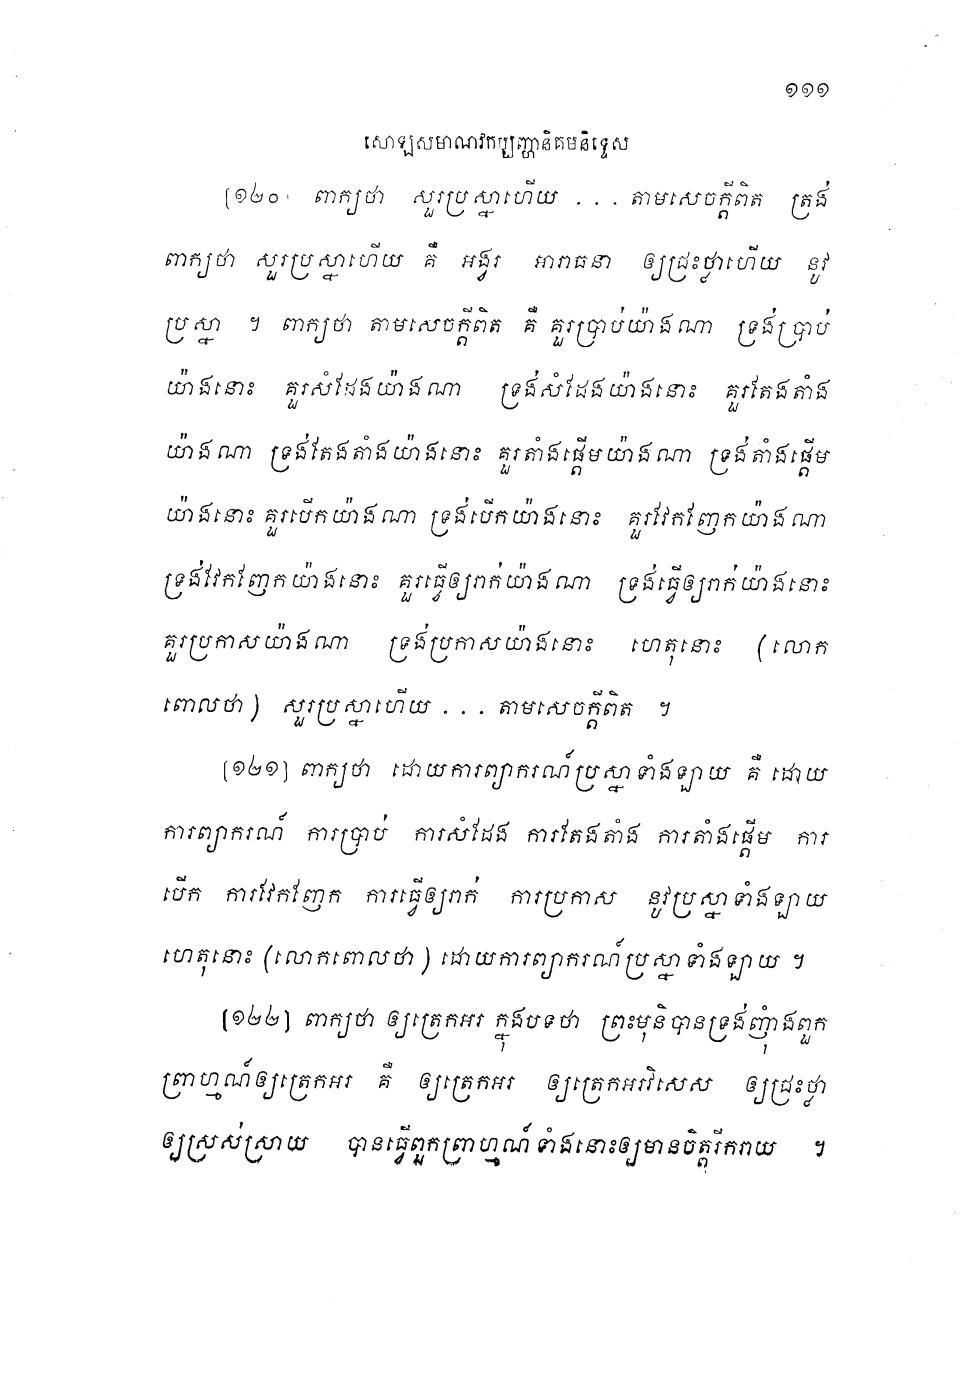 ១១១
សោឡសមាណវកប្បញ្ហានិគមនិទ្ទេស
[១២០] ពាក្យថា សួរប្រស្នាហើយ . . . តាមសេចក្តីពិត ត្រង់
ពាក្យថា សួរប្រស្នាហើយ គឺ អង្វរ អារាធនា ឲ្យជ្រះថ្លាហើយ នូវ
ប្រស្នា ។ ពាក្យថា តាមសេចក្តីពិត គឺ គួរប្រាប់យ៉ាងណា ទ្រង់ប្រាប់
យ៉ាងនោះ គួរសំដែងយ៉ាងណា ទ្រង់សំដែងយ៉ាងនោះ គួរតែងតាំង
យ៉ាងណា ទ្រង់តែងតាំងយ៉ាងនោះ គួរតាំងផ្តើមយ៉ាងណា ទ្រង់តាំងផ្តើម
យ៉ាងនោះ គួរបើកយ៉ាងណា ទ្រង់បើកយ៉ាងនោះ គួរវែកញែកយ៉ាងណា
ទ្រង់វែកញែកយ៉ាងនោះ គួរធ្វើឲ្យរាក់យ៉ាងណា ទ្រង់ធ្វើឲ្យរាក់យ៉ាងនោះ
គួរប្រកាសយ៉ាងណា ទ្រង់ប្រកាសយ៉ាងនោះ ហេតុនោះ (លោក
ពោលថា) សួរប្រស្នាហើយ . . . តាមសេចក្តីពិត ។
[១២១] ពាក្យថា ដោយការព្យាករណ៍ប្រស្នាទាំងឡាយ គឺ ដោយ
ការព្យាករណ៍ ការប្រាប់ ការសំដែង ការតែងតាំង ការតាំងផ្តើម ការ
បើក ការវែកញែក ការធ្វើឲ្យរាក់ ការប្រកាស នូវប្រស្នាទាំងឡាយ
ហេតុនោះ (លោកពោលថា) ដោយការព្យាករណ៍ប្រស្នាទាំងឡាយ ។
[១២២] ពាក្យថា ឲ្យត្រេកអរ ក្នុងបទថា ព្រះមុនិបានទ្រង់ញុំាងពួក
ព្រាហ្មណ៍ឲ្យត្រេកអរ គឺ ឲ្យត្រេកអរ ឲ្យត្រេកអរវិសេស ឲ្យជ្រះថ្លា
ឲ្យស្រស់ស្រាយ បានធ្វើពួកព្រាហ្មណ៍ទាំងនោះឲ្យមានចិត្តរីករាយ ។